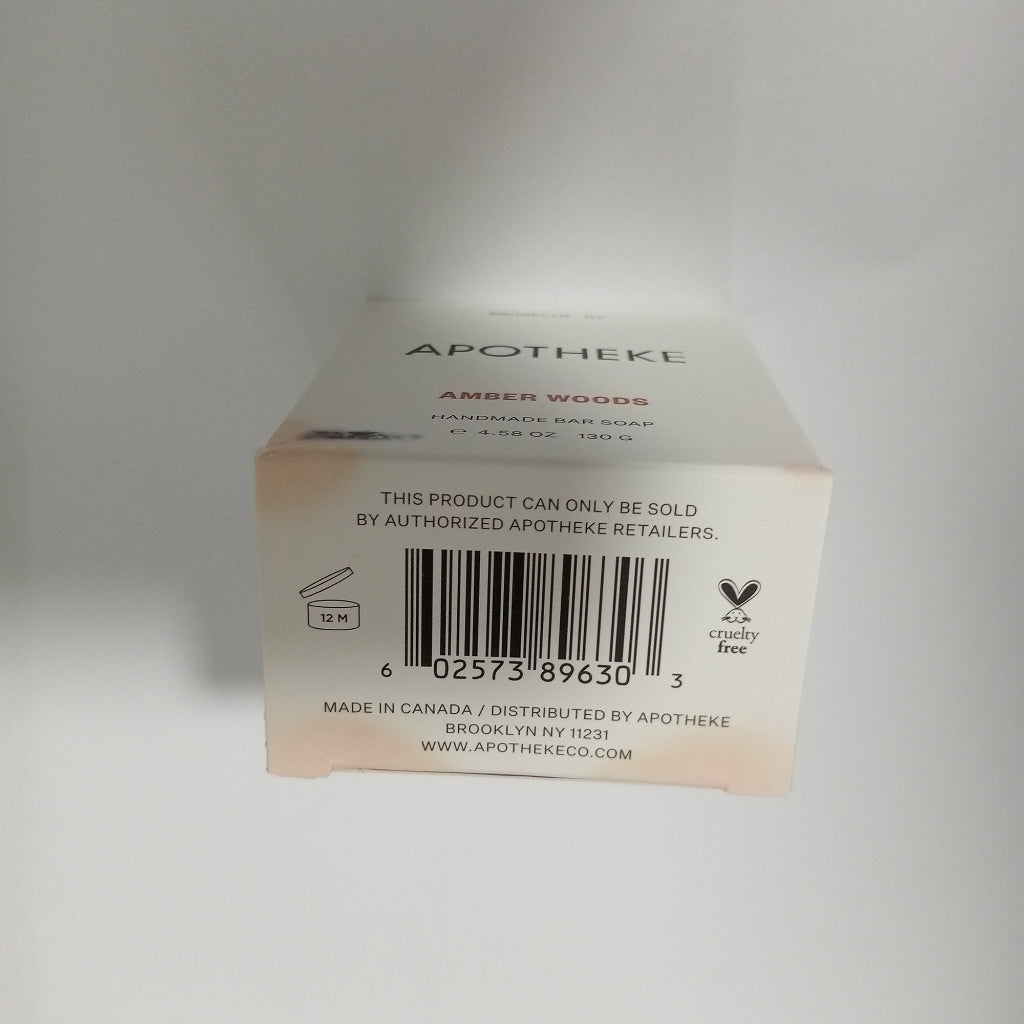 BROOKLYN NY
APOTHEKE
AMBER WOODS
HANDMADE BAR SOAP
℮ 4.58 OZ 130 G
THIS PRODUCT CAN ONLY BE SOLD
BY AUTHORIZED APOTHEKE RETAILERS.
12 M
cruelty
free
6 02573 89630 3
MADE IN CANADA / DISTRIBUTED BY APOTHEKE
BROOKLYN NY 11231
WWW.APOTHEKECO.COM